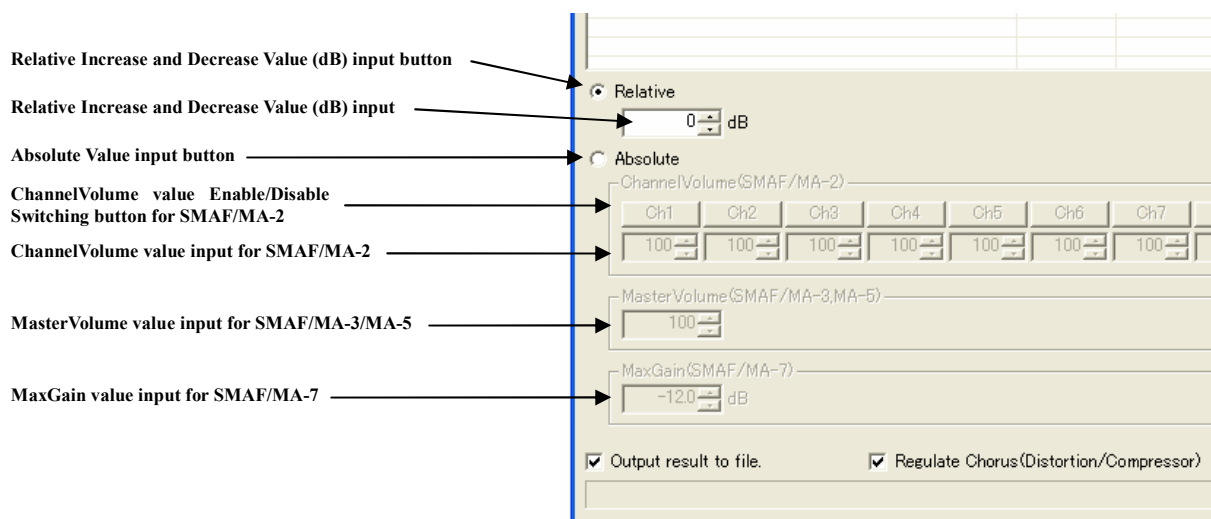 Relative Increase and Decrease Value (dB) input button
Relative
Relative Increase and Decrease Value (dB) input
0 dB
Absolute Value input button
Absolute
ChannelVolume value Enable/Disable
Switching button for SMAF/MA-2
ChannelVolume(SMAF/MA-2)
Ch1 Ch2 Ch3 Ch4 Ch5 Ch6 Ch7
ChannelVolume value input for SMAF/MA-2
100 100 100 100 100 100 100
MasterVolume(SMAF/MA-3,MA-5)
MasterVolume value input for SMAF/MA-3/MA-5
100
MaxGain(SMAF/MA-7)
MaxGain value input for SMAF/MA-7
-12.0 dB
Output result to file. Regulate Chorus(Distortion/Compressor)